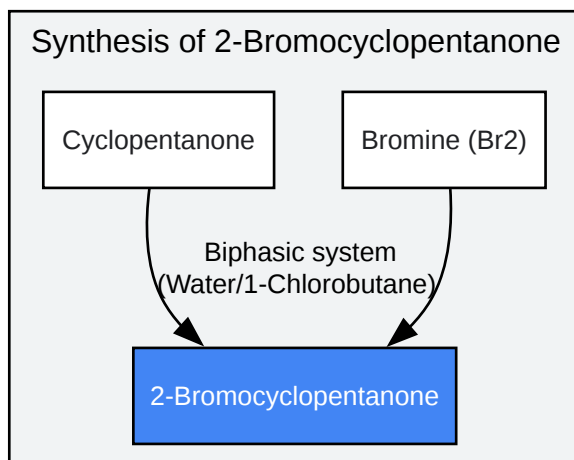 Synthesis of 2-Bromocyclopentanone
Cyclopentanone
Bromine (Br2)
Biphasic system
(Water/1-Chlorobutane)
2-Bromocyclopentanone